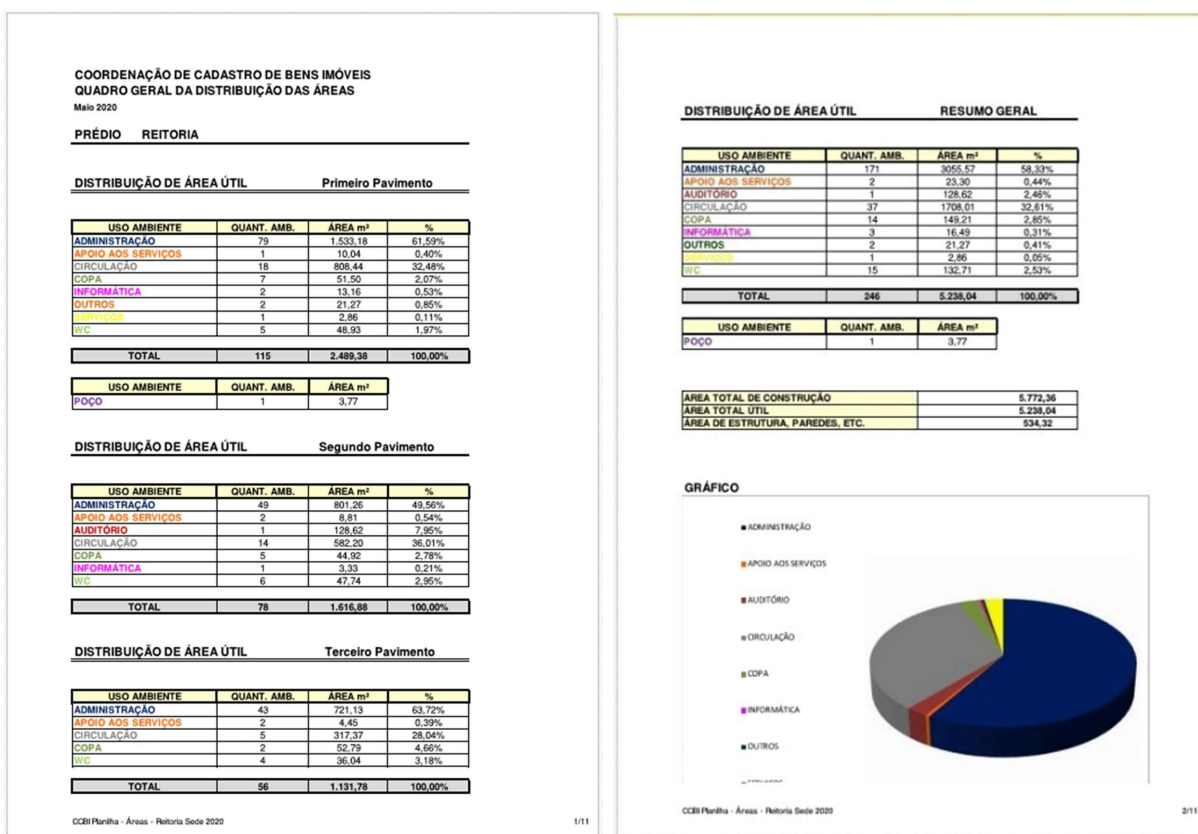 COORDENAÇÃO DE CADASTRO DE BENS IMÓVEIS
QUADRO GERAL DA DISTRIBUIÇÃO DAS ÁREAS
Maio 2020
PRÉDIO REITORIA
DISTRIBUIÇÃO DE ÁREA ÚTIL Primeiro Pavimento
USO AMBIENTE QUANT. AMB. ÁREA m² %
ADMINISTRAÇÃO 79 1.533,18 61,59%
APOIO AOS SERVIÇOS 1 10,04 0,40%
CIRCULAÇÃO 18 808,44 32,48%
COPA 7 51,50 2,07%
INFORMÁTICA 2 13,16 0,53%
OUTROS 2 21,27 0,85%
SERVIÇOS 1 2,86 0,11%
WC 5 48,93 1,97%
TOTAL 115 2.489,38 100,00%
USO AMBIENTE QUANT. AMB. ÁREA m²
POÇO 1 3,77
DISTRIBUIÇÃO DE ÁREA ÚTIL Segundo Pavimento
USO AMBIENTE QUANT. AMB. ÁREA m² %
ADMINISTRAÇÃO 49 801,26 49,56%
APOIO AOS SERVIÇOS 2 8,81 0,54%
AUDITÓRIO 1 128,62 7,95%
CIRCULAÇÃO 14 582,20 36,01%
COPA 5 44,92 2,78%
INFORMÁTICA 1 3,33 0,21%
WC 6 47,74 2,95%
TOTAL 78 1.616,88 100,00%
DISTRIBUIÇÃO DE ÁREA ÚTIL Terceiro Pavimento
USO AMBIENTE QUANT. AMB. ÁREA m² %
ADMINISTRAÇÃO 43 721,13 63,72%
APOIO AOS SERVIÇOS 2 4,45 0,39%
CIRCULAÇÃO 5 317,37 28,04%
COPA 2 52,79 4,66%
WC 4 36,04 3,18%
TOTAL 56 1.131,78 100,00%
CCBI Planilha - Áreas - Reitoria Sede 2020 1/11
DISTRIBUIÇÃO DE ÁREA ÚTIL RESUMO GERAL
USO AMBIENTE QUANT. AMB. ÁREA m² %
ADMINISTRAÇÃO 171 3055,57 58,33%
APOIO AOS SERVIÇOS 2 23,30 0,44%
AUDITÓRIO 1 128,62 2,46%
CIRCULAÇÃO 37 1708,01 32,61%
COPA 14 149,21 2,85%
INFORMÁTICA 3 16,49 0,31%
OUTROS 2 21,27 0,41%
SERVIÇOS 1 2,86 0,05%
WC 15 132,71 2,53%
TOTAL 246 5.238,04 100,00%
USO AMBIENTE QUANT. AMB. ÁREA m²
POÇO 1 3,77
ÁREA TOTAL DE CONSTRUÇÃO 5.772,36
ÁREA TOTAL ÚTIL 5.238,04
ÁREA DE ESTRUTURA, PAREDES, ETC. 534,32
GRÁFICO
ADMINISTRAÇÃO
APOIO AOS SERVIÇOS
AUDITÓRIO
CIRCULAÇÃO
COPA
INFORMÁTICA
OUTROS
CCBI Planilha - Áreas - Reitoria Sede 2020 2/11